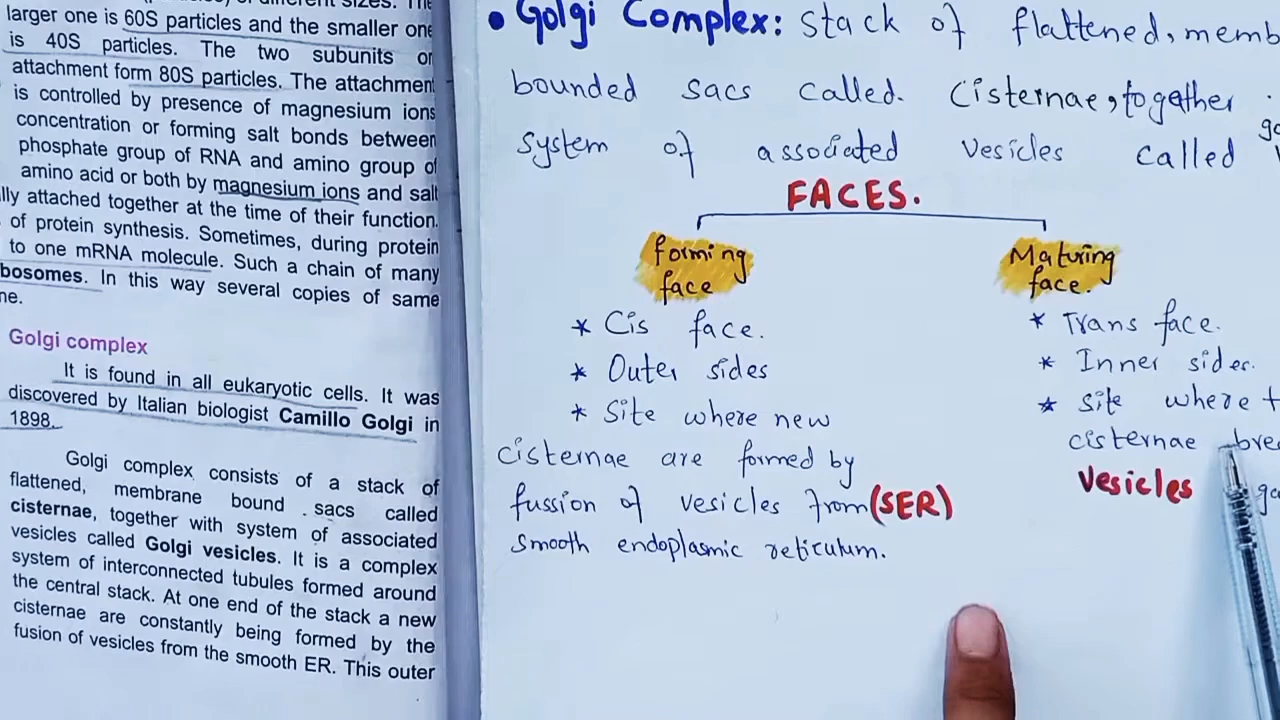 larger one is 60S particles and the smaller one
is 40S particles. The two subunits on
attachment form 80S particles. The attachment
is controlled by presence of magnesium ions
concentration or forming salt bonds between
phosphate group of RNA and amino group of
amino acid or both by magnesium ions and salt
lly attached together at the time of their function.
of protein synthesis. Sometimes, during protein
to one mRNA molecule. Such a chain of many
bosomes. In this way several copies of same
ne.
Golgi complex
It is found in all eukaryotic cells. It was
discovered by Italian biologist Camillo Golgi in
1898.
Golgi complex consists of a stack of
flattened, membrane bound sacs called
cisternae, together with system of associated
vesicles called Golgi vesicles. It is a complex
system of interconnected tubules formed around
the central stack. At one end of the stack a new
cisternae are constantly being formed by the
fusion of vesicles from the smooth ER. This outer
• Golgi Complex: Stack of flattened, memb
bounded sacs called. Cisternae, together
system of associated vesicles called
FACES.
forming
face
* Cis face.
* Outer sides
* Site where new
cisternae are formed by
fussion of vesicles from (SER)
smooth endoplasmic reticulum.
Maturing
face.
* Trans face.
* Inner sides.
* Site where t
cisternae bre
vesicles